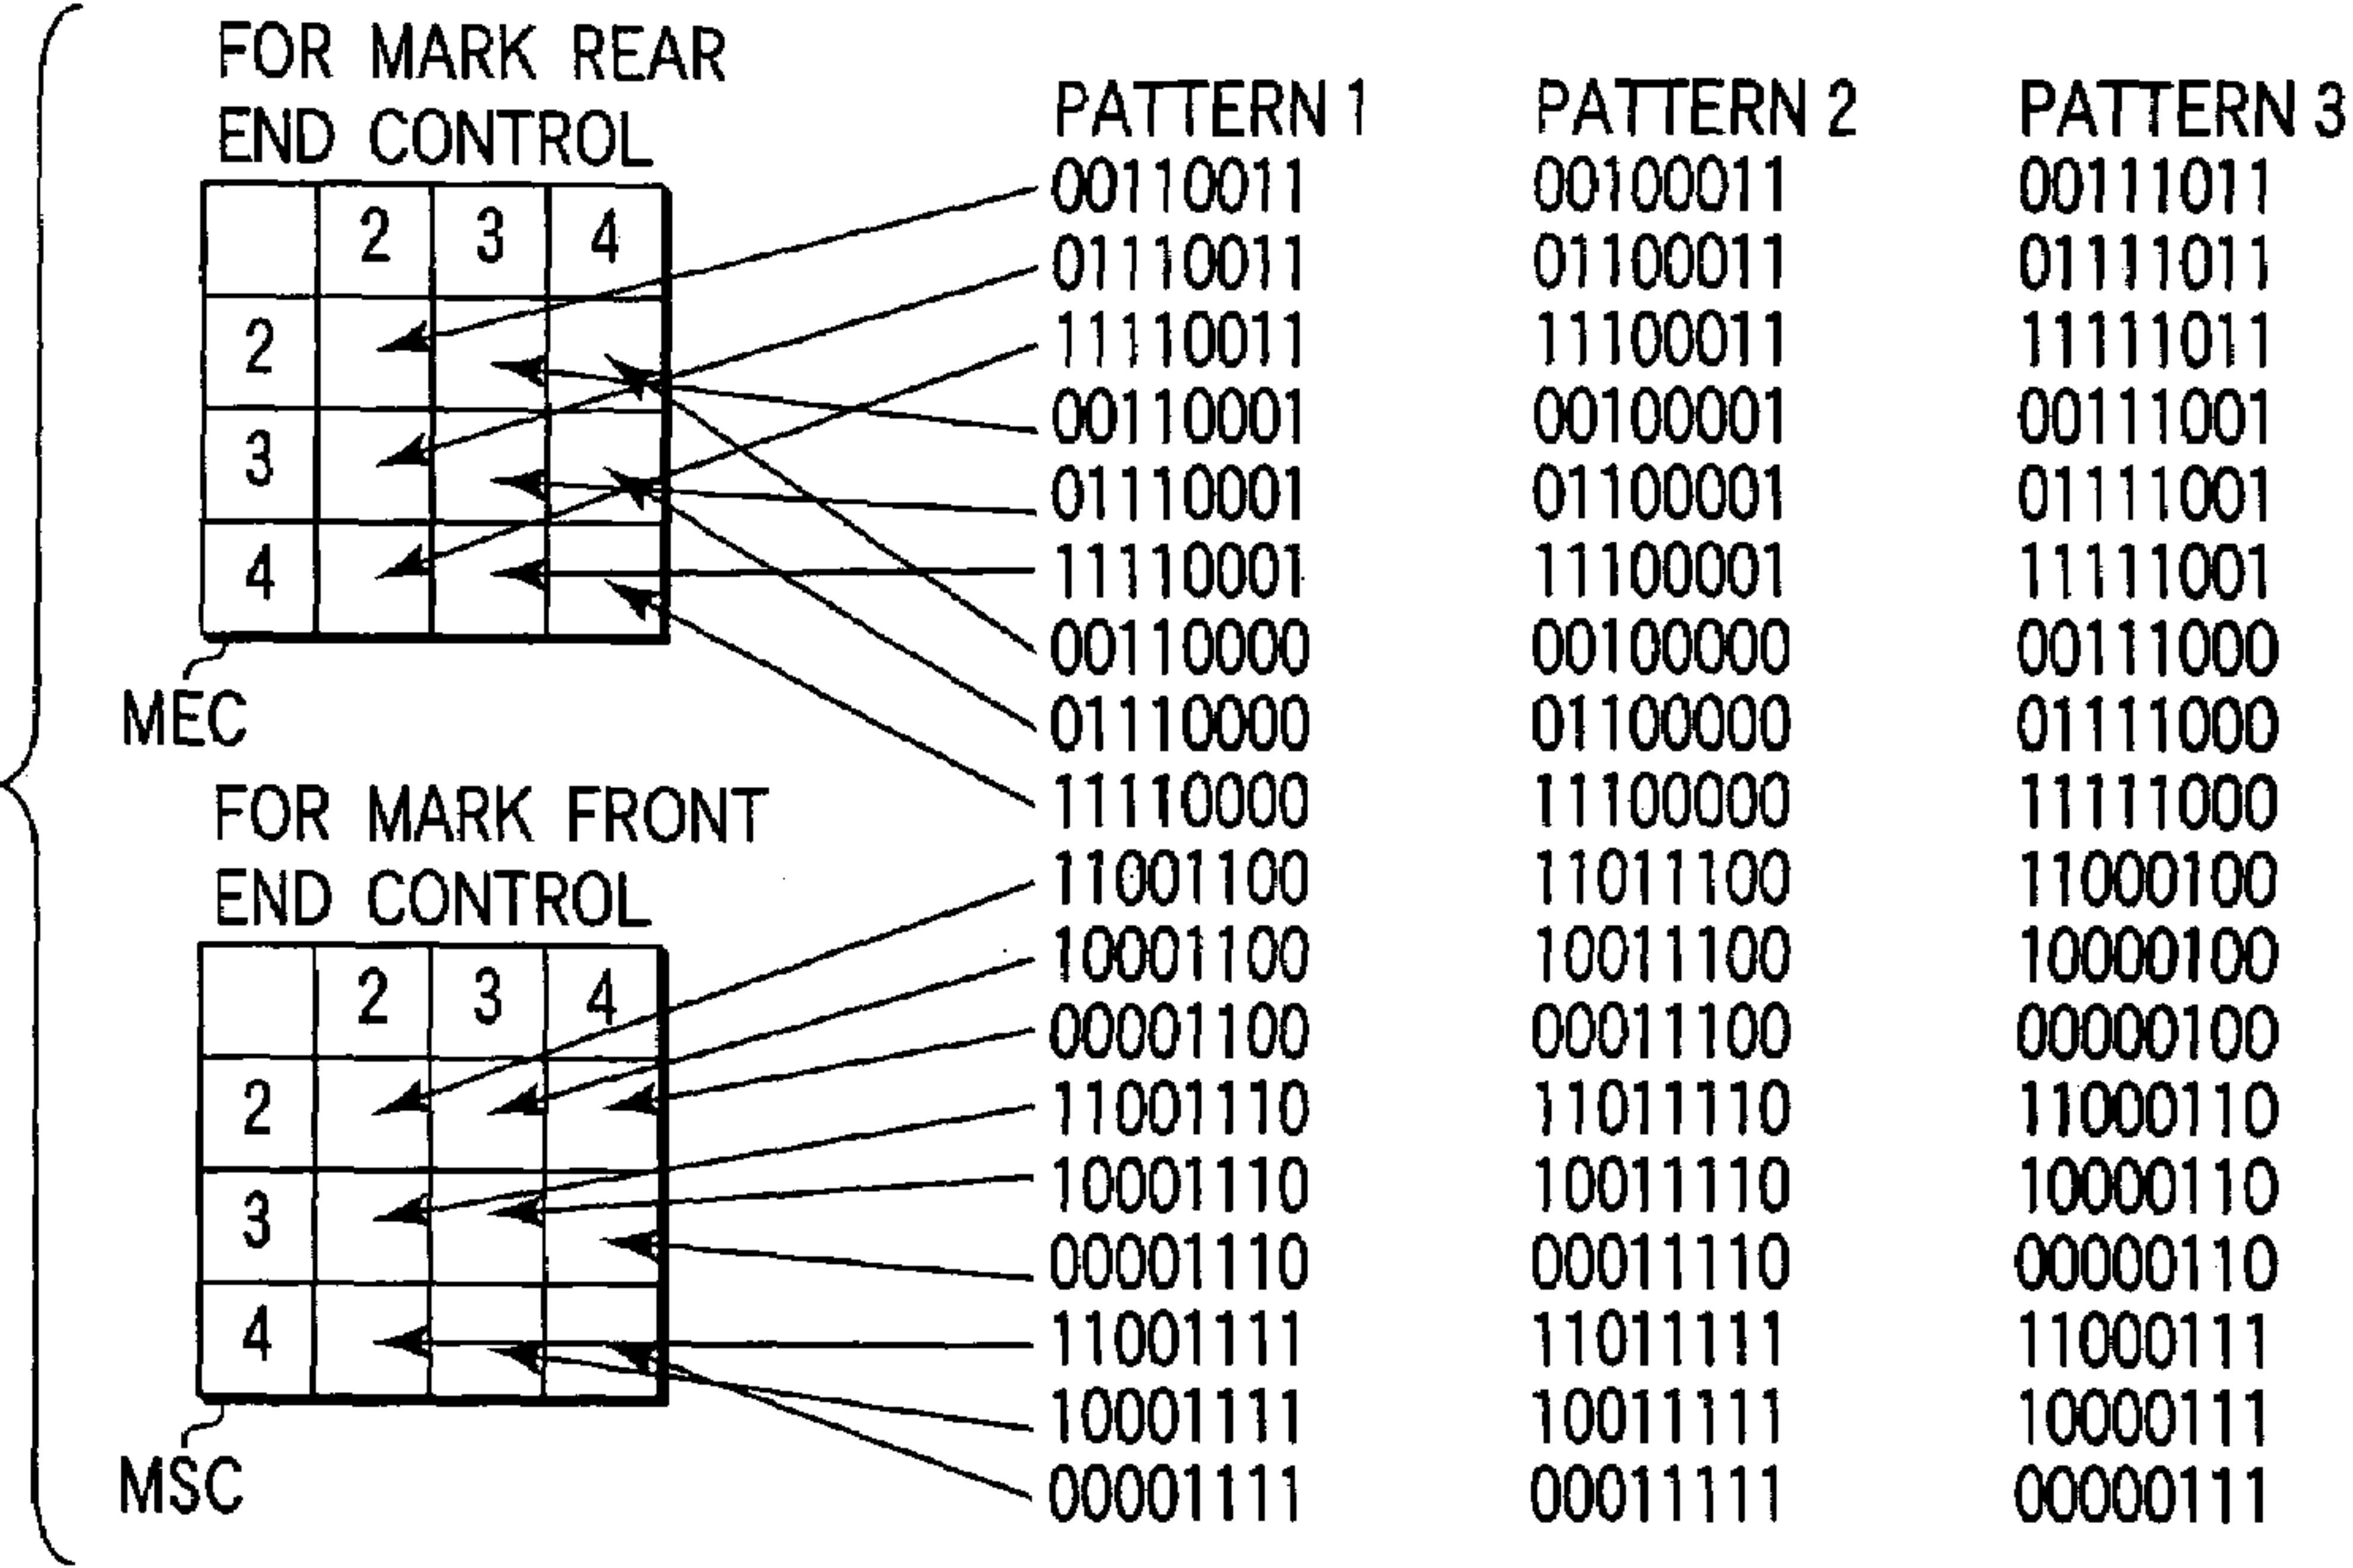 FOR MARK REAR
END CONTROL
2 3 4
2
3
4
MEC
FOR MARK FRONT
END CONTROL
2 3 4
2
3
4
MSC
PATTERN 1 PATTERN 2 PATTERN 3
00110011 00100011 00111011
01110011 01100011 01111011
11110011 11100011 11111011
00110001 00100001 00111001
01110001 01100001 01111001
11110001 11100001 11111001
00110000 00100000 00111000
01110000 01100000 01111000
11110000 11100000 11111000
11001100 11011100 11000100
10001100 10011100 10000100
00001100 00011100 00000100
11001110 11011110 11000110
10001110 10011110 10000110
00001110 00011110 00000110
11001111 11011111 11000111
10001111 10011111 10000111
00001111 00011111 00000111